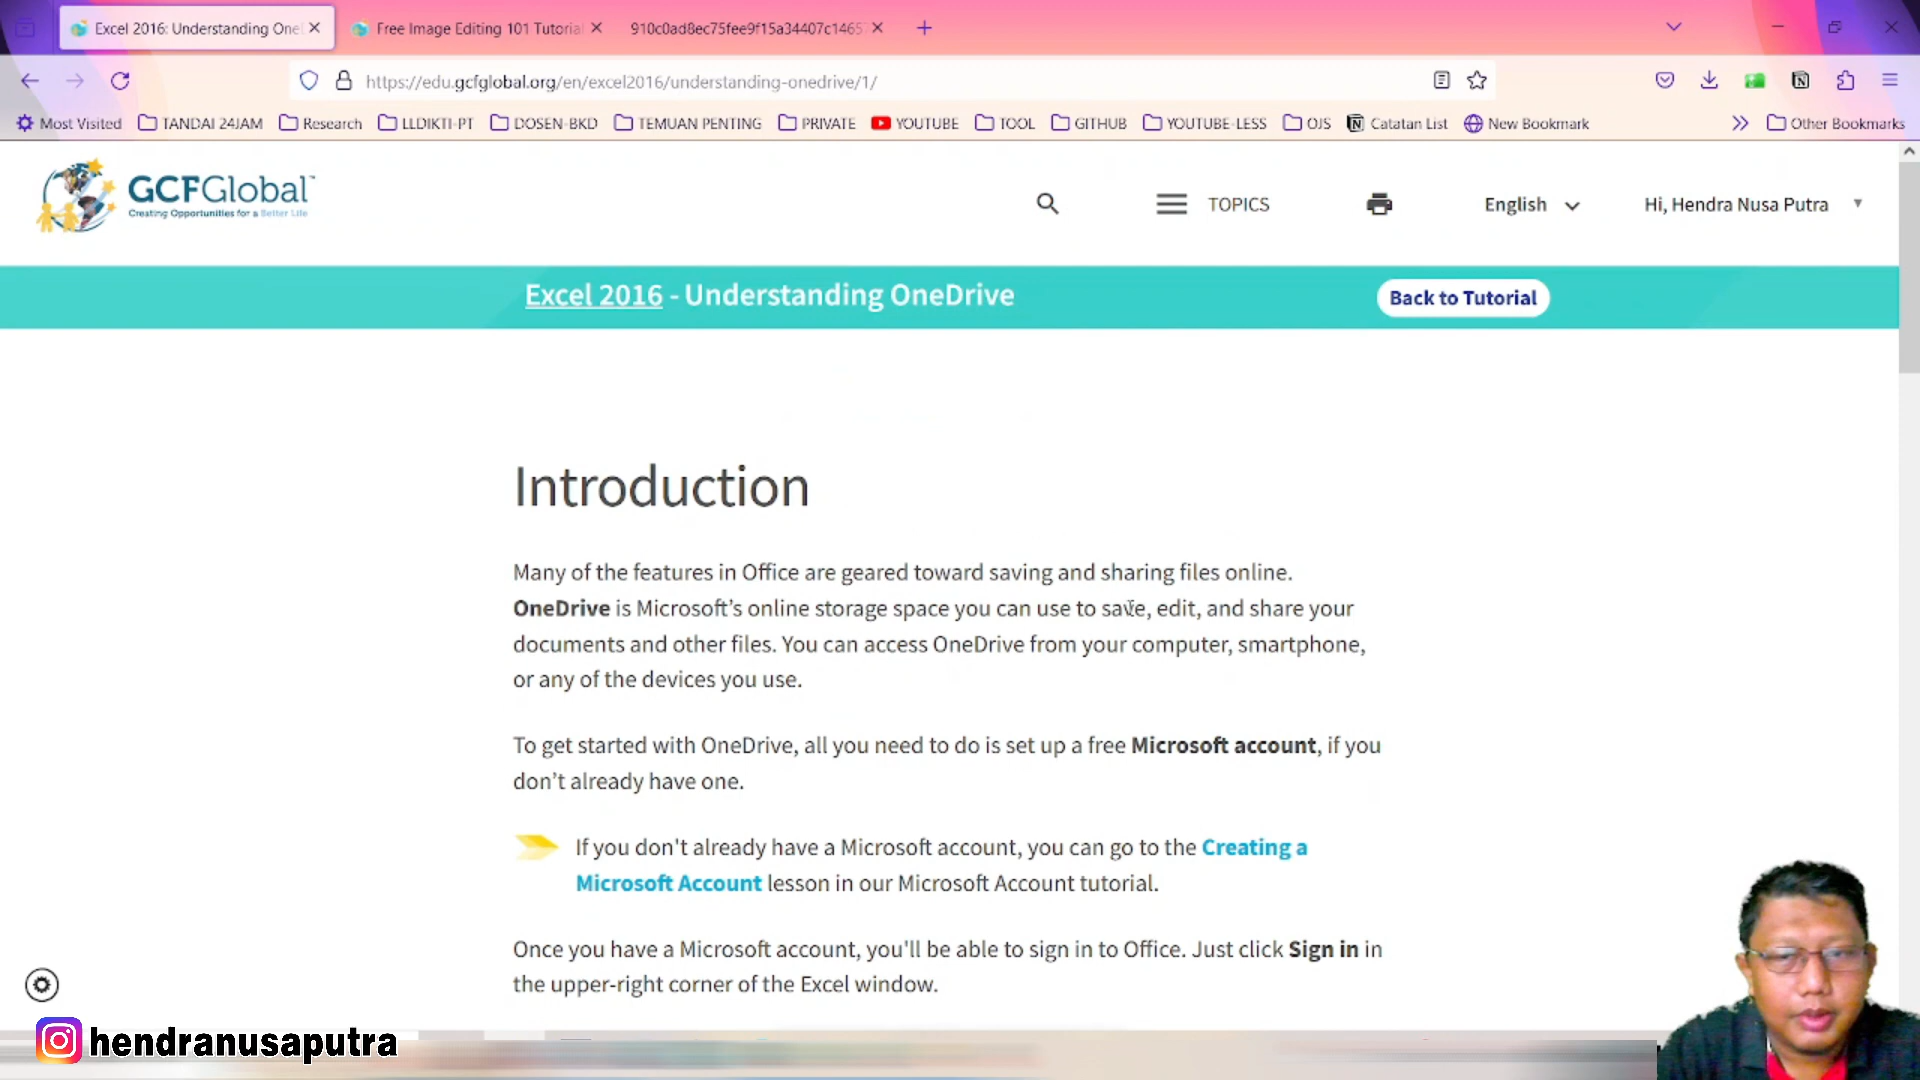 Excel 2016: Understanding One
Free Image Editing 101 Tutorial
910c0ad8ec75fee9f15a34407c1465
https://edu.gcfglobal.org/en/excel2016/understanding-onedrive/1/
Most Visited TANDAI 24JAM Research LLDIKTI-PT DOSEN-BKD TEMUAN PENTING PRIVATE YOUTUBE TOOL GITHUB YOUTUBE-LESS OJS Catatan List New Bookmark Other Bookmarks
GCFGlobal™
Creating Opportunities for a Better Life
TOPICS
English
Hi, Hendra Nusa Putra
Excel 2016 - Understanding OneDrive
Back to Tutorial
Introduction
Many of the features in Office are geared toward saving and sharing files online.
OneDrive is Microsoft’s online storage space you can use to save, edit, and share your
documents and other files. You can access OneDrive from your computer, smartphone,
or any of the devices you use.
To get started with OneDrive, all you need to do is set up a free Microsoft account, if you
don’t already have one.
If you don't already have a Microsoft account, you can go to the Creating a
Microsoft Account lesson in our Microsoft Account tutorial.
Once you have a Microsoft account, you'll be able to sign in to Office. Just click Sign in in
the upper-right corner of the Excel window.
hendranusaputra